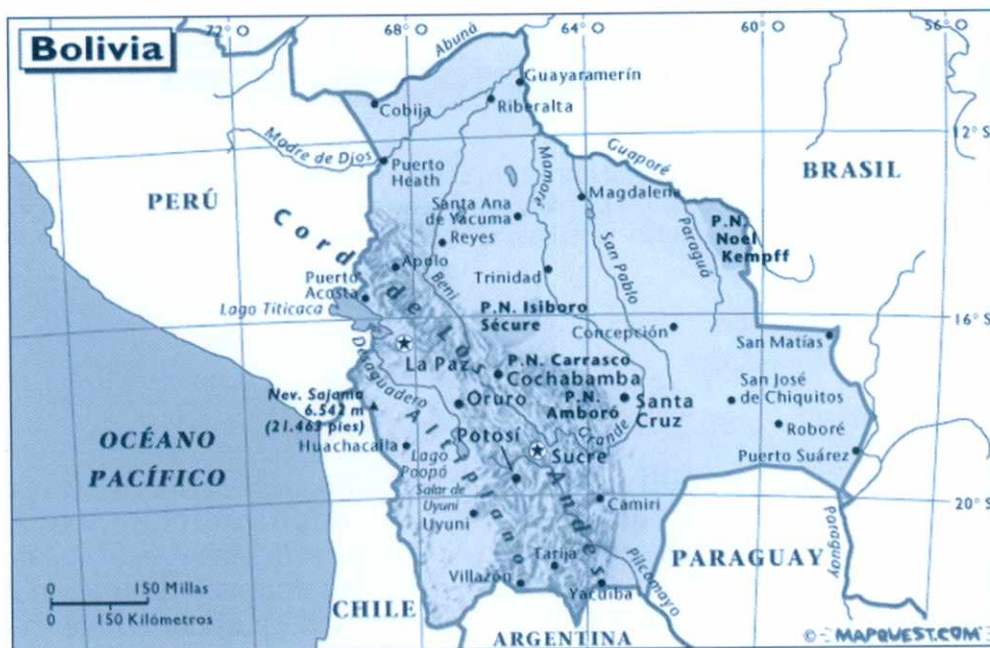 Bolivia
72°
68°
64°
60°
56°
Abuná
Guayaramerín
Cobija
Riberalta
12° S
Madre de Dios
Puerto
Heath
Guaporé
BRASIL
Mamoré
Magdalena
PERÚ
Santa Ana
de Yacuma
P.N.
Noel
Kempff
Reyes
San Pablo
Paraguá
Cord. de Los Andes
Apolo
Beni
Trinidad
Puerto
Acosta
Lago Titicaca
P.N. Isiboro
Sécure
Concepción
16° S
San Matías
La Paz
Desaguadero
P.N. Carrasco
Cochabamba
Nev. Sajama
6.542 m
(21.463 pies)
Oruro
P.N.
Amboró
Santa
Cruz
San José
de Chiquitos
Altiplano
OCÉANO
PACÍFICO
Huachacalla
Potosí
Grande
Roboré
Lago
Poopó
Sucre
Puerto Suárez
Salar de
Uyuni
Uyuni
Camiri
20° S
Tarija
PARAGUAY
Paraguay
Villazón
Yacuiba
Pilcomayo
0 150 Millas
0 150 Kilómetros
CHILE
ARGENTINA
© MAPQUEST.COM